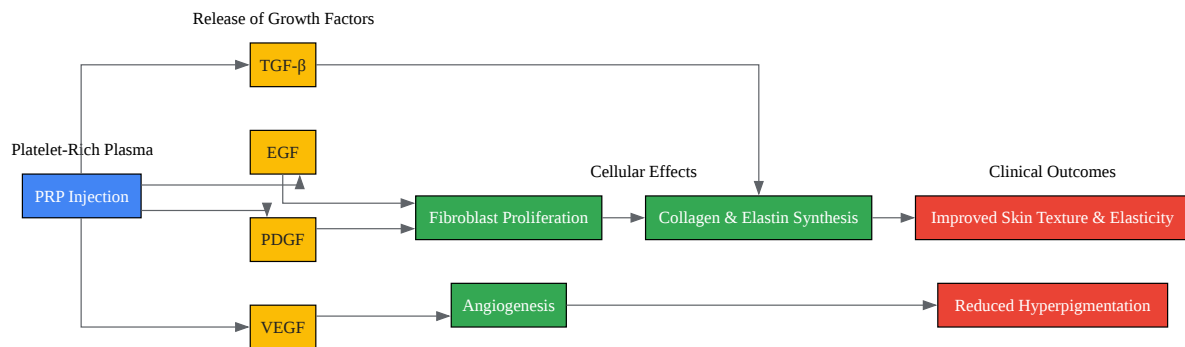 Release of Growth Factors
TGF-β
Platelet-Rich Plasma
EGF
Cellular Effects
Clinical Outcomes
PRP Injection
Fibroblast Proliferation
Collagen & Elastin Synthesis
Improved Skin Texture & Elasticity
PDGF
Angiogenesis
Reduced Hyperpigmentation
VEGF